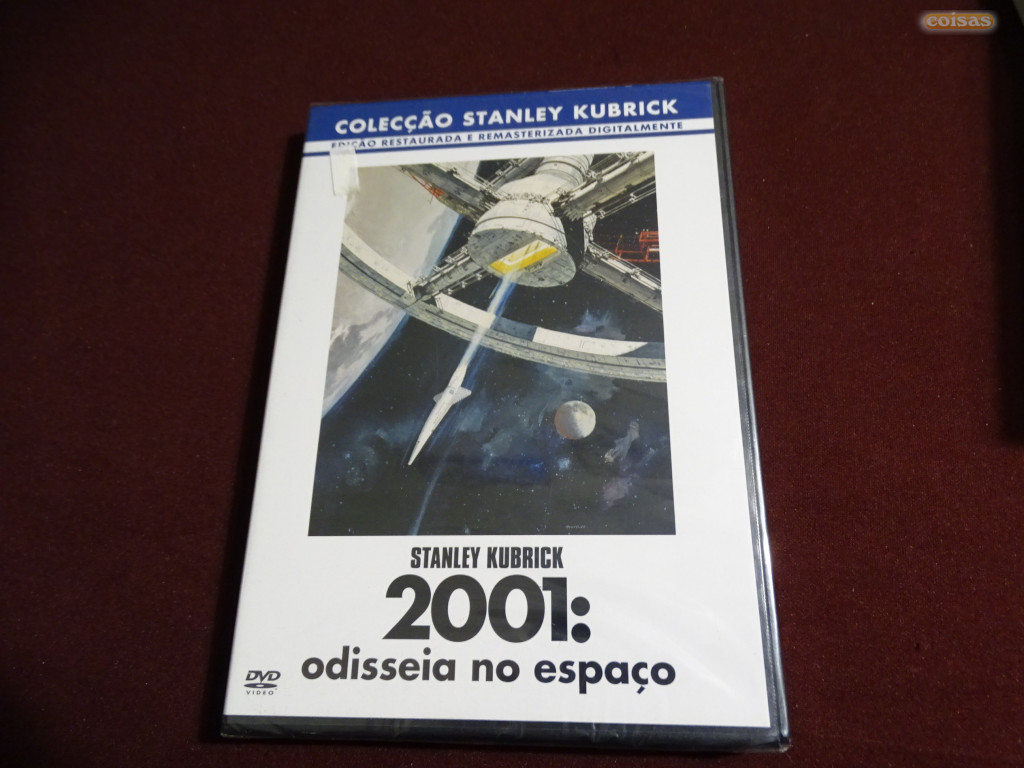 coisas
COLECÇÃO STANLEY KUBRICK
EDIÇÃO RESTAURADA E REMASTERIZADA DIGITALMENTE
STANLEY KUBRICK
2001:
odisseia no espaço
DVD
VIDEO